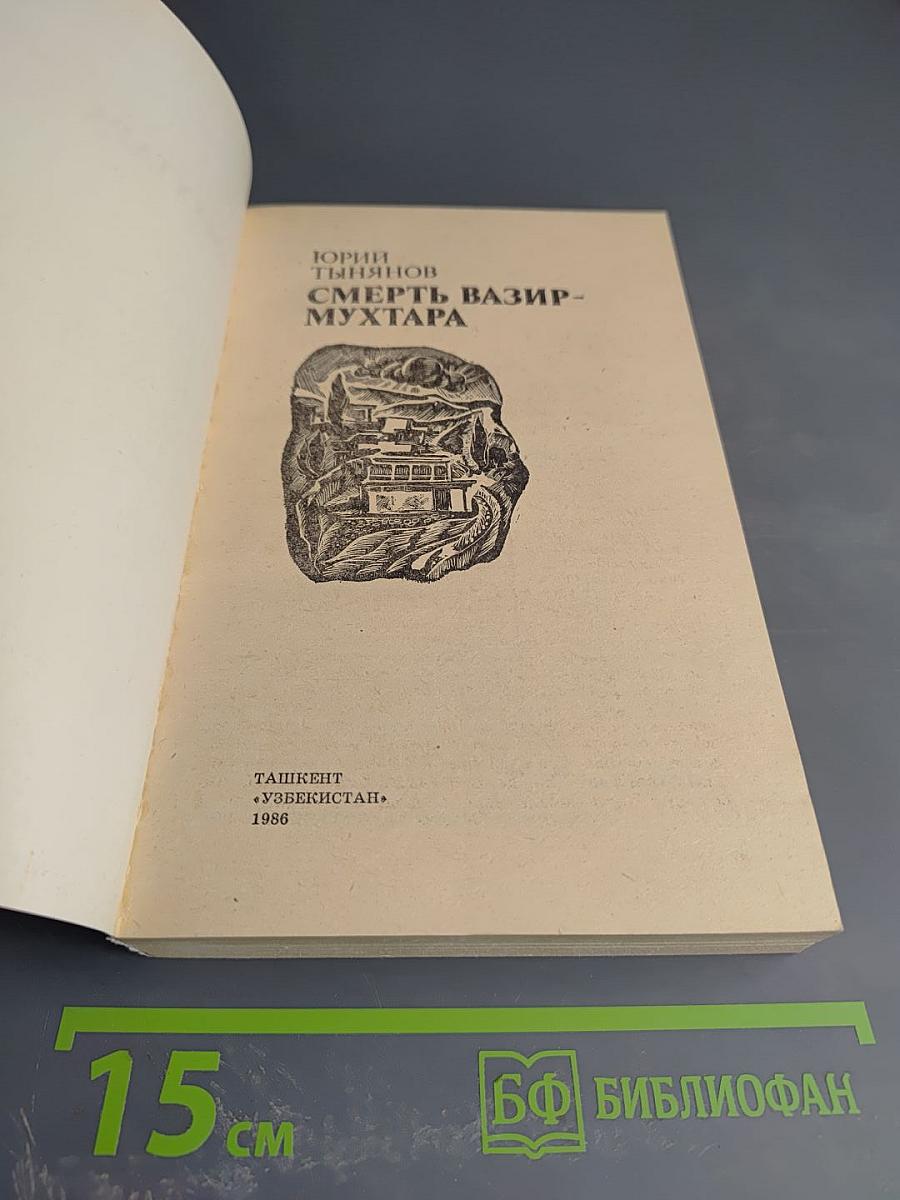 ЮРИЙ
ТЫНЯНОВ
СМЕРТЬ ВАЗИР-
МУХТАРА
ТАШКЕНТ
«УЗБЕКИСТАН»
1986
15 см
БФ БИБЛИОФАН